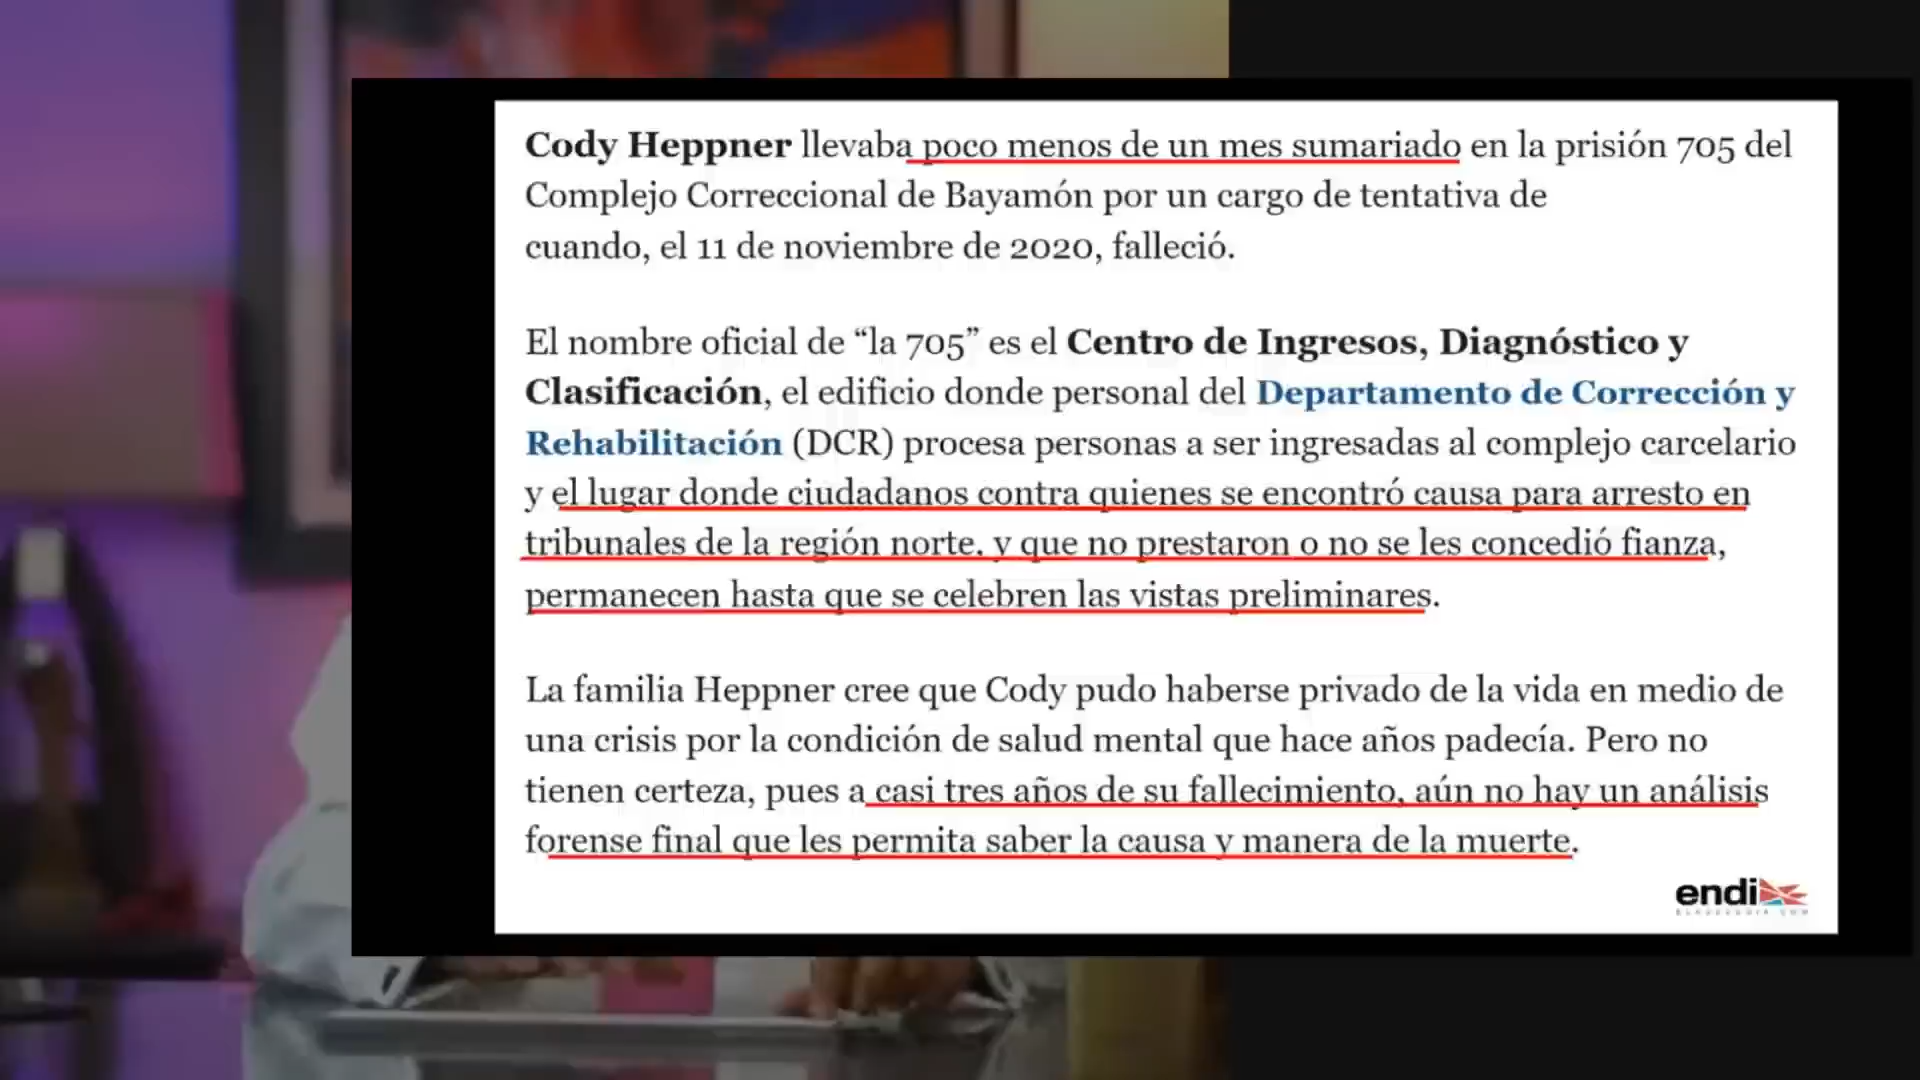 Cody Heppner llevaba poco menos de un mes sumariado en la prisión 705 del
Complejo Correccional de Bayamón por un cargo de tentativa de
cuando, el 11 de noviembre de 2020, falleció.
El nombre oficial de “la 705” es el Centro de Ingresos, Diagnóstico y
Clasificación, el edificio donde personal del Departamento de Corrección y
Rehabilitación (DCR) procesa personas a ser ingresadas al complejo carcelario
y el lugar donde ciudadanos contra quienes se encontró causa para arresto en
tribunales de la región norte, y que no prestaron o no se les concedió fianza,
permanecen hasta que se celebren las vistas preliminares.
La familia Heppner cree que Cody pudo haberse privado de la vida en medio de
una crisis por la condición de salud mental que hace años padecía. Pero no
tienen certeza, pues a casi tres años de su fallecimiento, aún no hay un análisis
forense final que les permita saber la causa y manera de la muerte.
endi